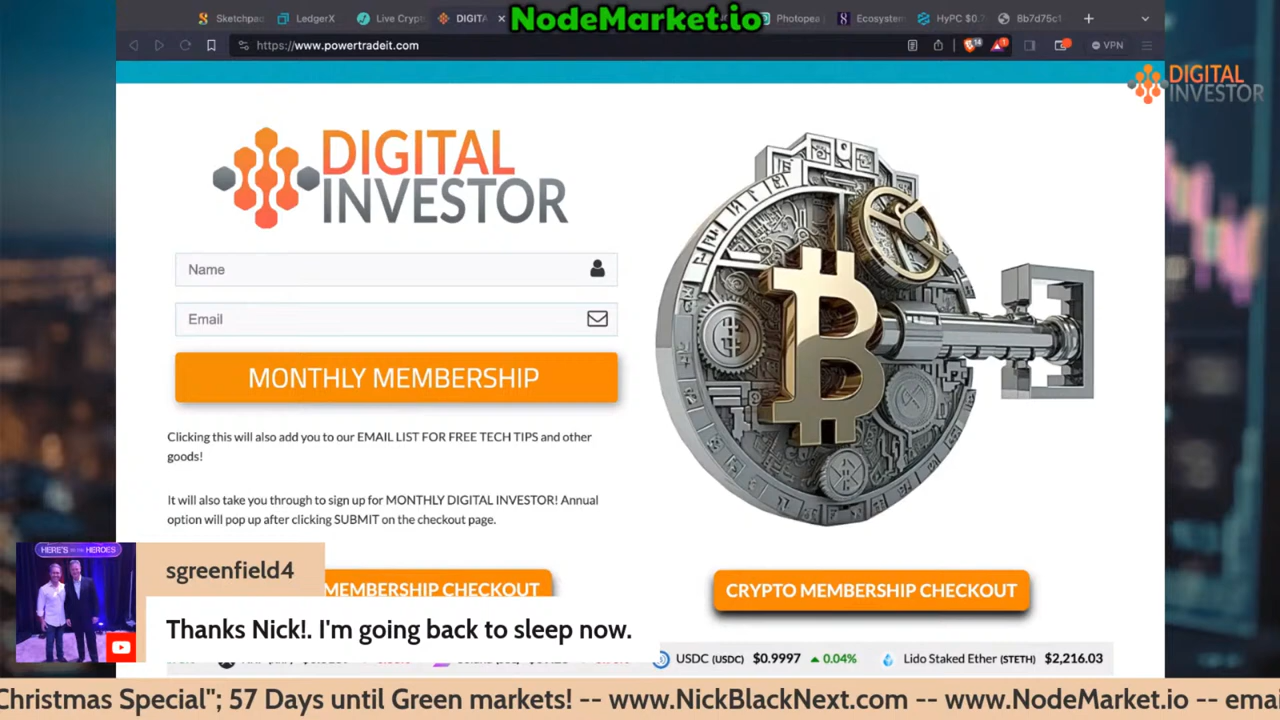 NodeMarket.io
Sketchpad
LedgerX
Live Crypt
DIGIT
Photopea
Ecosystem
HyPC $0.
8b7d75c1
https://www.powertradeit.com
14
1
VPN
DIGITAL
INVESTOR
DIGITAL
INVESTOR
Name
Email
MONTHLY MEMBERSHIP
Clicking this will also add you to our EMAIL LIST FOR FREE TECH TIPS and other
goods!
It will also take you through to sign up for MONTHLY DIGITAL INVESTOR! Annual
option will pop up after clicking SUBMIT on the checkout page.
HERE'S HEROES
sgreenfield4
MEMBERSHIP CHECKOUT
CRYPTO MEMBERSHIP CHECKOUT
Thanks Nick!. I'm going back to sleep now.
USDC (USDC) $0.9997 0.04% Lido Staked Ether (STETH) $2,216.03
Christmas Special"; 57 Days until Green markets! -- www.NickBlackNext.com -- www.NodeMarket.io -- emai